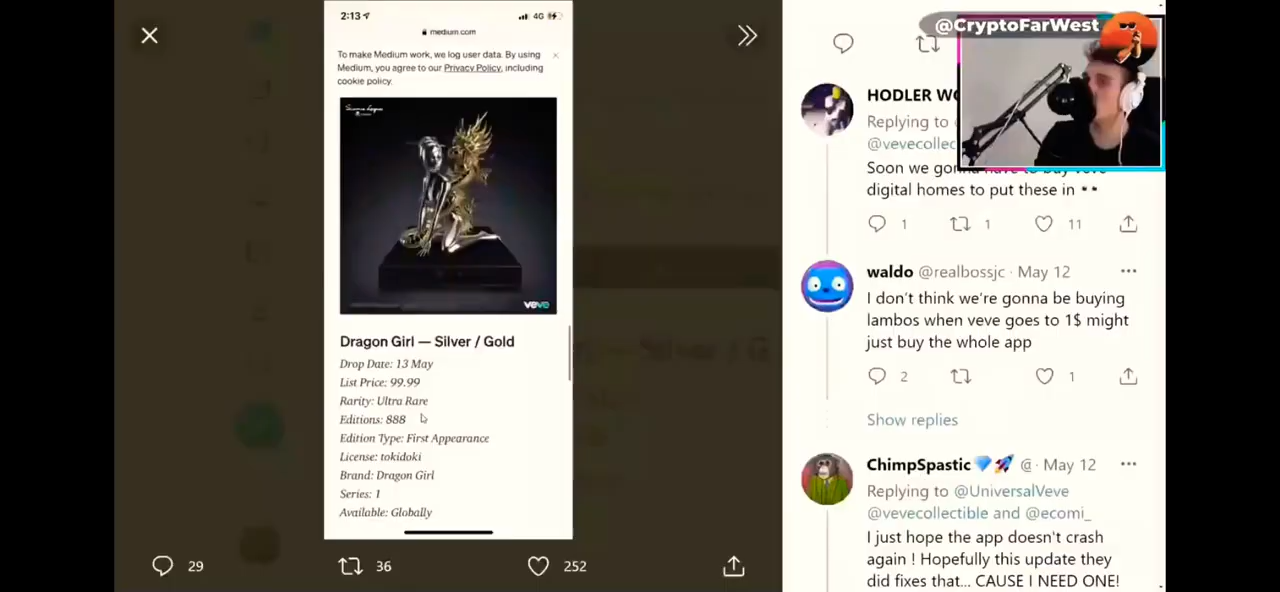 2:13
4G
medium.com
To make Medium work, we log user data. By using
Medium, you agree to our Privacy Policy, including
cookie policy.
veve
Dragon Girl — Silver / Gold
Drop Date: 13 May
List Price: 99.99
Rarity: Ultra Rare
Editions: 888
Edition Type: First Appearance
License: tokidoki
Brand: Dragon Girl
Series: 1
Available: Globally
29
36
252
@CryptoFarWest
HODLER
Replying to
@vevecollec
Soon we gonna have to buy veve
digital homes to put these in 👀
1
1
11
waldo @realbossjc · May 12
I don't think we're gonna be buying
lambos when veve goes to 1$ might
just buy the whole app
2
1
Show replies
ChimpSpastic💎🚀 @ · May 12
Replying to @UniversalVeve
@vevecollectible and @ecomi_
I just hope the app doesn't crash
again ! Hopefully this update they
did fixes that... CAUSE I NEED ONE!